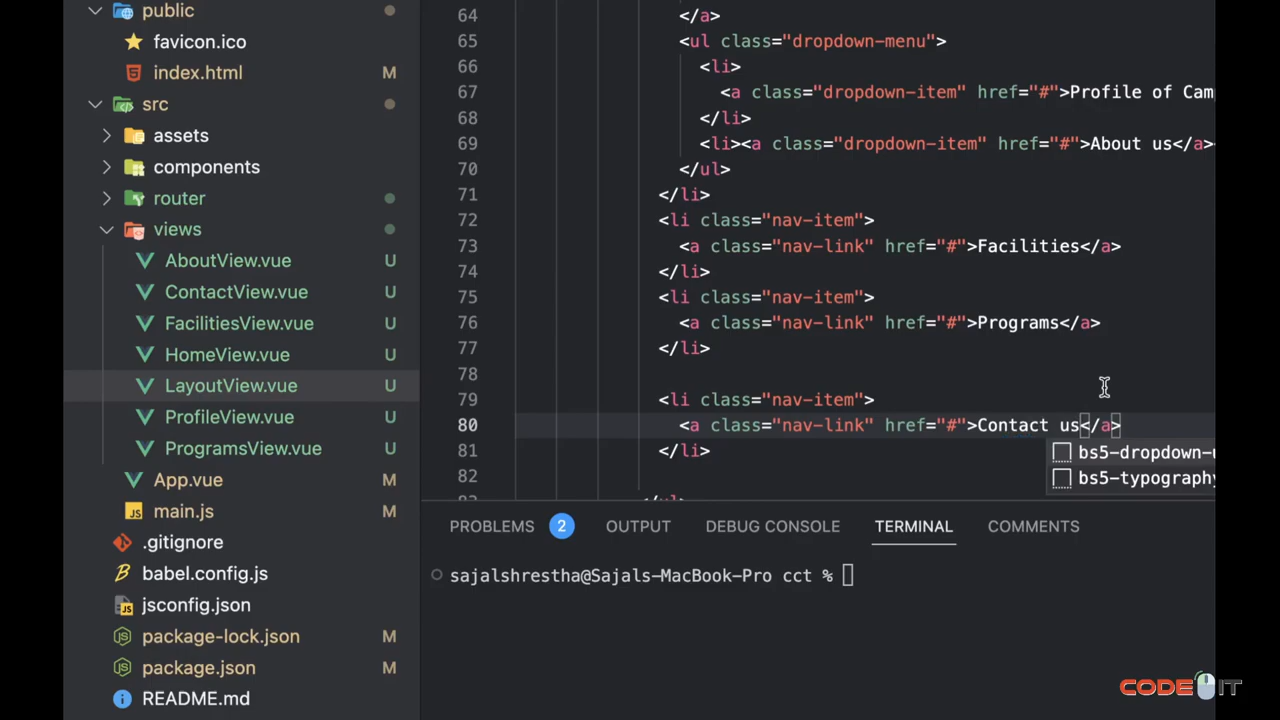 public
favicon.ico
index.html M
src
assets
components
router
views
AboutView.vue U
ContactView.vue U
FacilitiesView.vue U
HomeView.vue U
LayoutView.vue U
ProfileView.vue U
ProgramsView.vue U
App.vue M
main.js M
.gitignore
babel.config.js
jsconfig.json
package-lock.json M
package.json M
README.md
64 </a>
65 <ul class="dropdown-menu">
66 <li>
67 <a class="dropdown-item" href="#">Profile of Cam
68 </li>
69 <li><a class="dropdown-item" href="#">About us</a>
70 </ul>
71 </li>
72 <li class="nav-item">
73 <a class="nav-link" href="#">Facilities</a>
74 </li>
75 <li class="nav-item">
76 <a class="nav-link" href="#">Programs</a>
77 </li>
78
79 <li class="nav-item">
80 <a class="nav-link" href="#">Contact us</a>
81 </li>
82
bs5-dropdown-
bs5-typography
PROBLEMS 2 OUTPUT DEBUG CONSOLE TERMINAL COMMENTS
sajalshrestha@Sajals-MacBook-Pro cct %
CODE IT